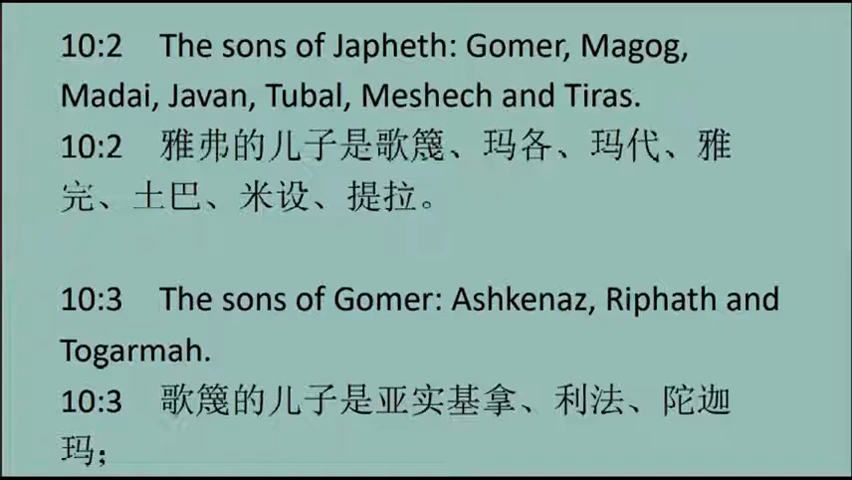 10:2 The sons of Japheth: Gomer, Magog,
Madai, Javan, Tubal, Meshech and Tiras.
10:2 雅弗的儿子是歌篾、玛各、玛代、雅
完、土巴、米设、提拉。
10:3 The sons of Gomer: Ashkenaz, Riphath and
Togarmah.
10:3 歌篾的儿子是亚实基拿、利法、陀迦
玛；